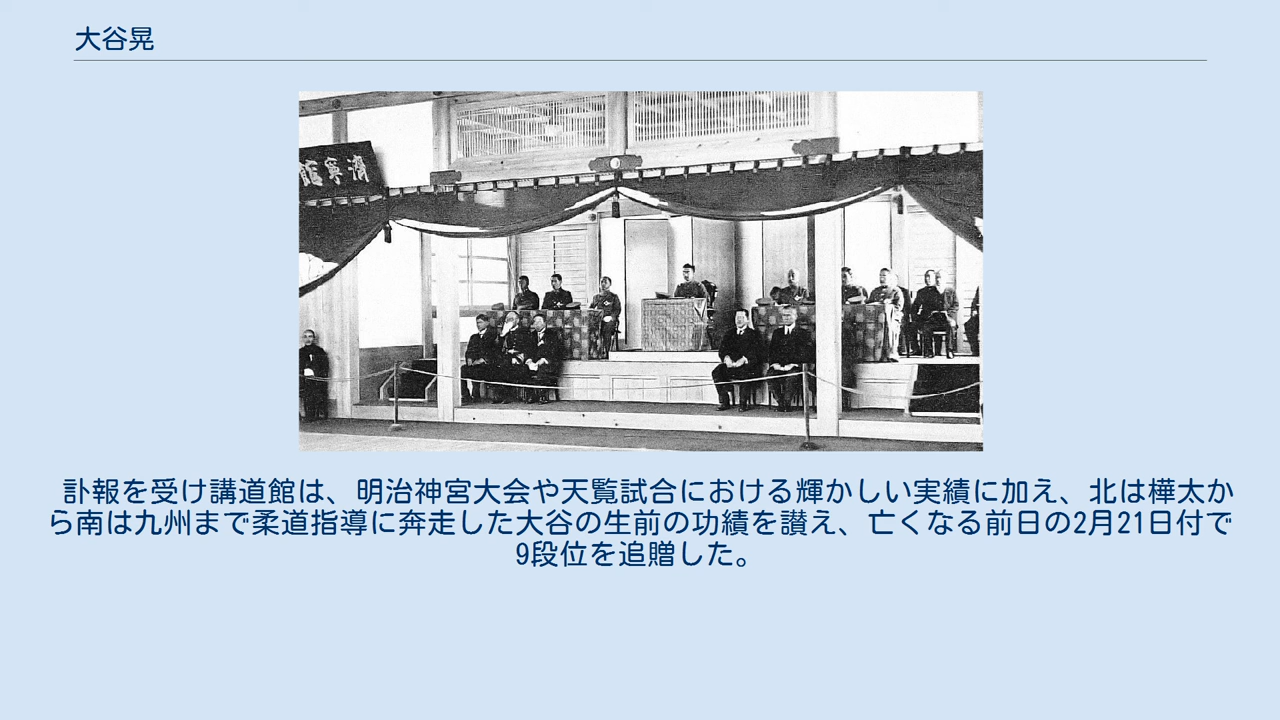 大谷晃
済寧館
訃報を受け講道館は、明治神宮大会や天覧試合における輝かしい実績に加え、北は樺太か
ら南は九州まで柔道指導に奔走した大谷の生前の功績を讃え、亡くなる前日の2月21日付で
9段位を追贈した。